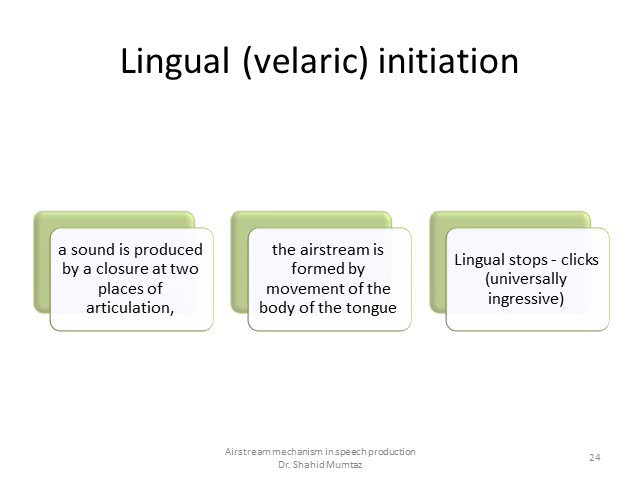 Lingual (velaric) initiation
a sound is produced
by a closure at two
places of
articulation,
the airstream is
formed by
movement of the
body of the tongue
Lingual stops - clicks
(universally
ingressive)
Airstream mechanism in speech production
Dr. Shahid Mumtaz
24